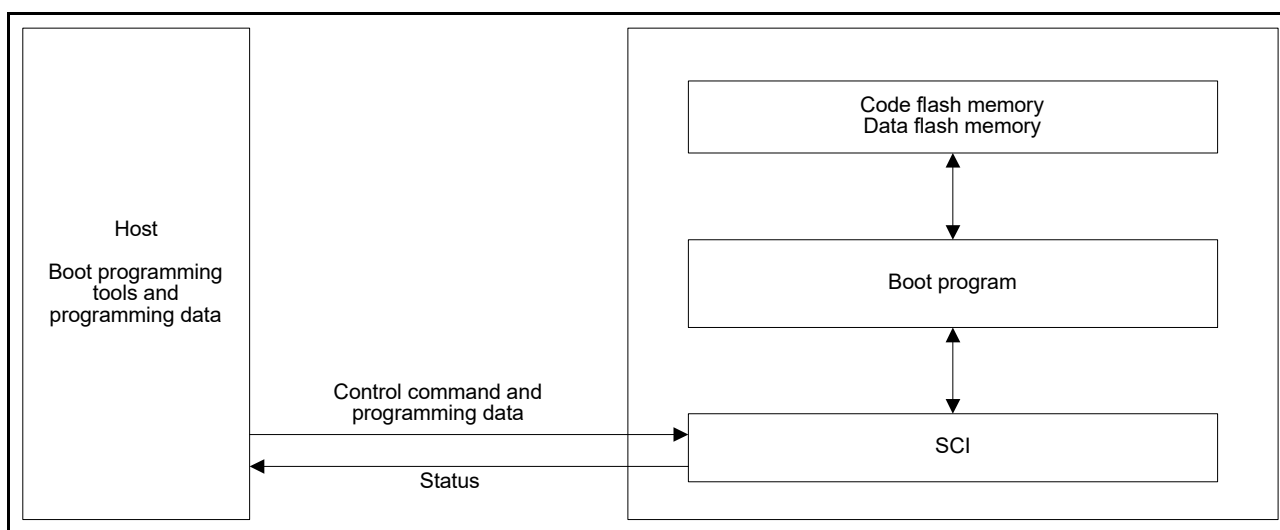 Host
Boot programming
tools and
programming data
Control command and
programming data
Status
Code flash memory
Data flash memory
Boot program
SCI